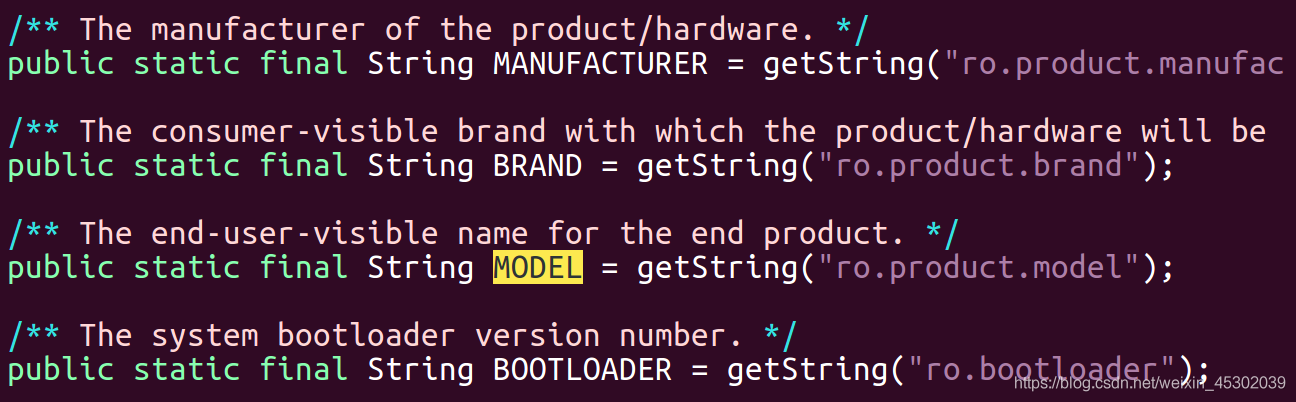 /** The manufacturer of the product/hardware. */
public static final String MANUFACTURER = getString("ro.product.manufac
/** The consumer-visible brand with which the product/hardware will be
public static final String BRAND = getString("ro.product.brand");
/** The end-user-visible name for the end product. */
public static final String MODEL = getString("ro.product.model");
/** The system bootloader version number. */
public static final String BOOTLOADER = getString("ro.bootloader");
https://blog.csdn.net/weixin_45302039